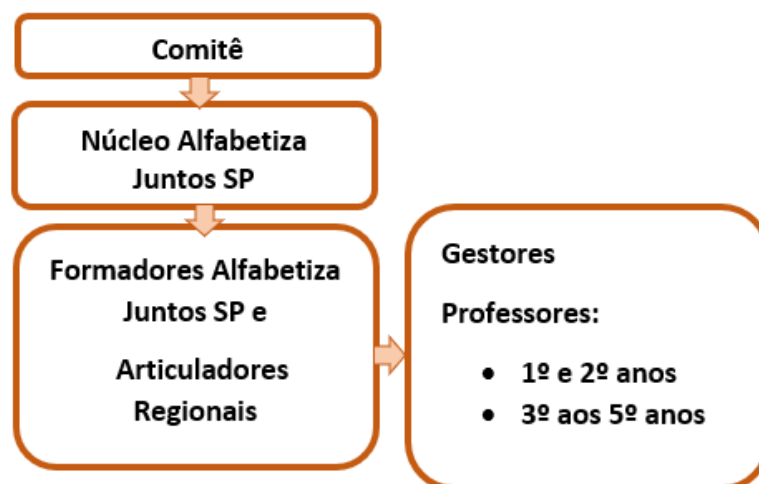 Comitê
Núcleo Alfabetiza
Juntos SP
Formadores Alfabetiza
Juntos SP e
Articuladores
Regionais
Gestores
Professores:
• 1º e 2º anos
• 3º aos 5º anos